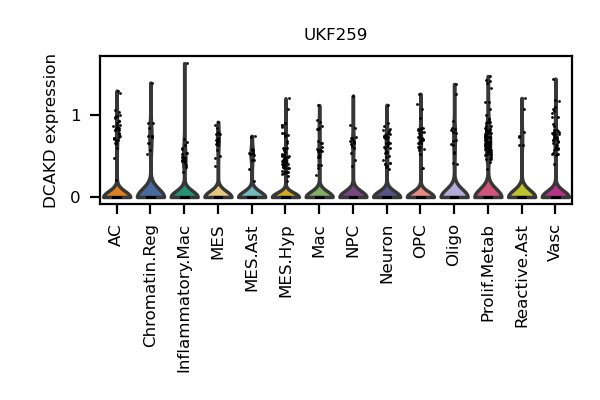 UKF259
DCAKD expression
1
0
AC
Chromatin.Reg
Inflammatory.Mac
MES
MES.Ast
MES.Hyp
Mac
NPC
Neuron
OPC
Oligo
Prolif.Metab
Reactive.Ast
Vasc